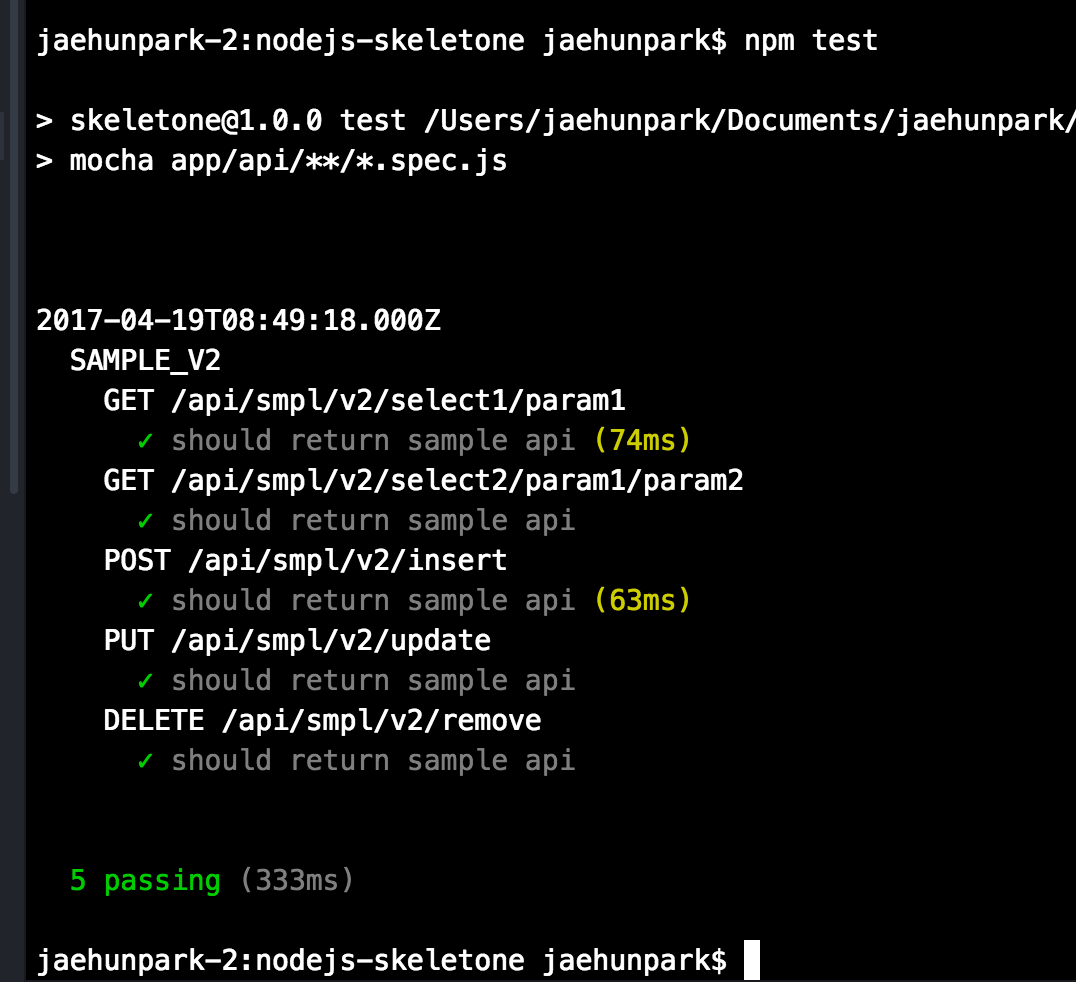 jaehunpark-2:nodejs-skeletone jaehunpark$ npm test
> skeletone@1.0.0 test /Users/jaehunpark/Documents/jaehunpark/
> mocha app/api/**/*.spec.js
2017-04-19T08:49:18.000Z
SAMPLE_V2
GET /api/smpl/v2/select1/param1
✓ should return sample api (74ms)
GET /api/smpl/v2/select2/param1/param2
✓ should return sample api
POST /api/smpl/v2/insert
✓ should return sample api (63ms)
PUT /api/smpl/v2/update
✓ should return sample api
DELETE /api/smpl/v2/remove
✓ should return sample api
5 passing (333ms)
jaehunpark-2:nodejs-skeletone jaehunpark$